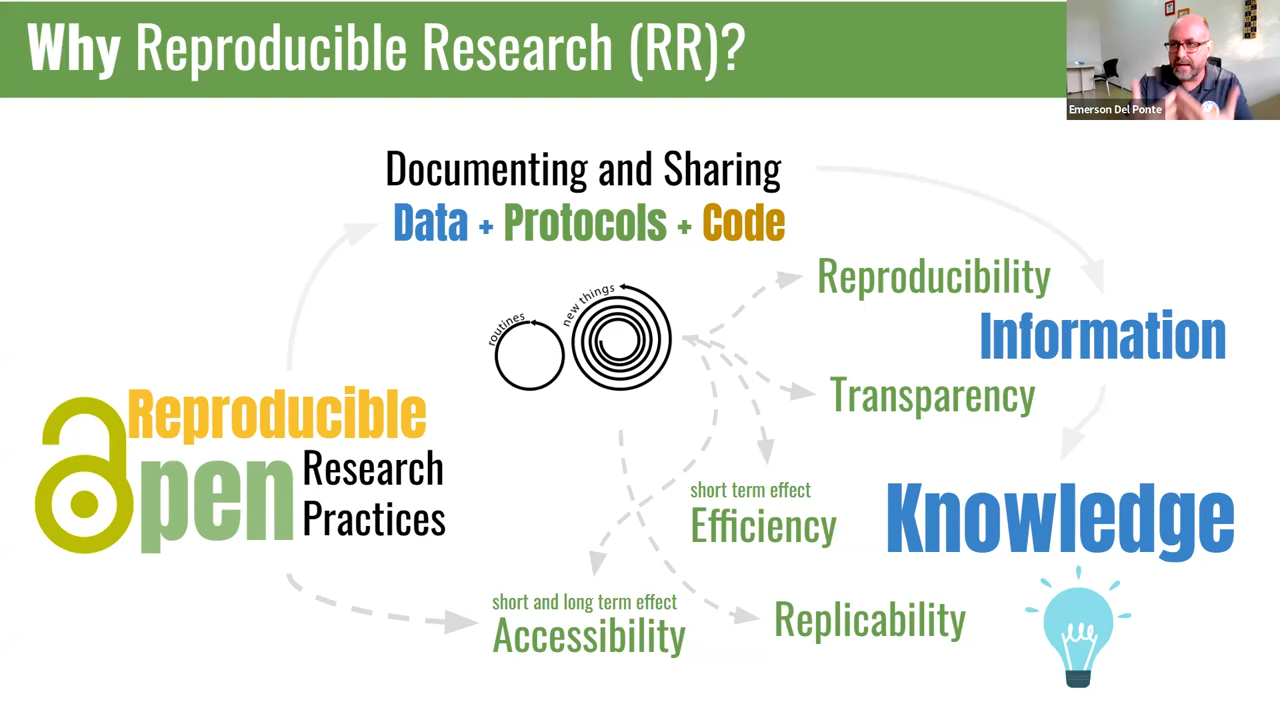 Why Reproducible Research (RR)?
Emerson Del Ponte
Documenting and Sharing
Data + Protocols + Code
routines
new things
Reproducibility
Information
Transparency
Reproducible
Open Research
Practices
short term effect
Efficiency
Knowledge
short and long term effect
Accessibility
Replicability